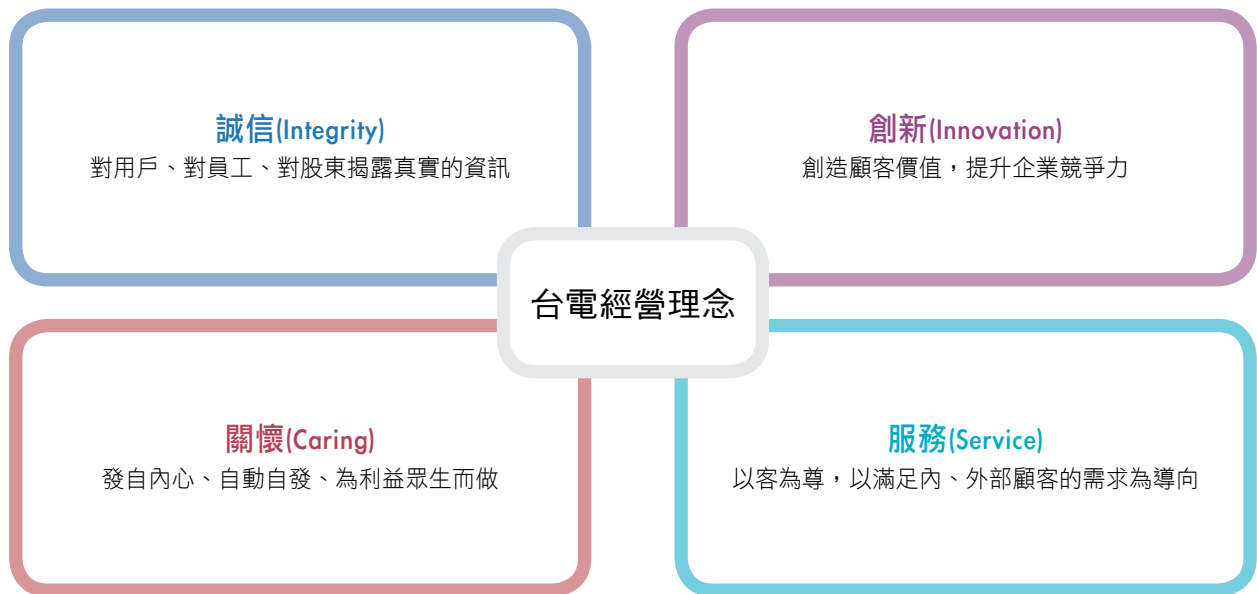 誠信(Integrity)
對用戶、對員工、對股東揭露真實的資訊
創新(Innovation)
創造顧客價值，提升企業競爭力
台電經營理念
關懷(Caring)
發自內心、自動自發、為利益眾生而做
服務(Service)
以客為尊，以滿足內、外部顧客的需求為導向